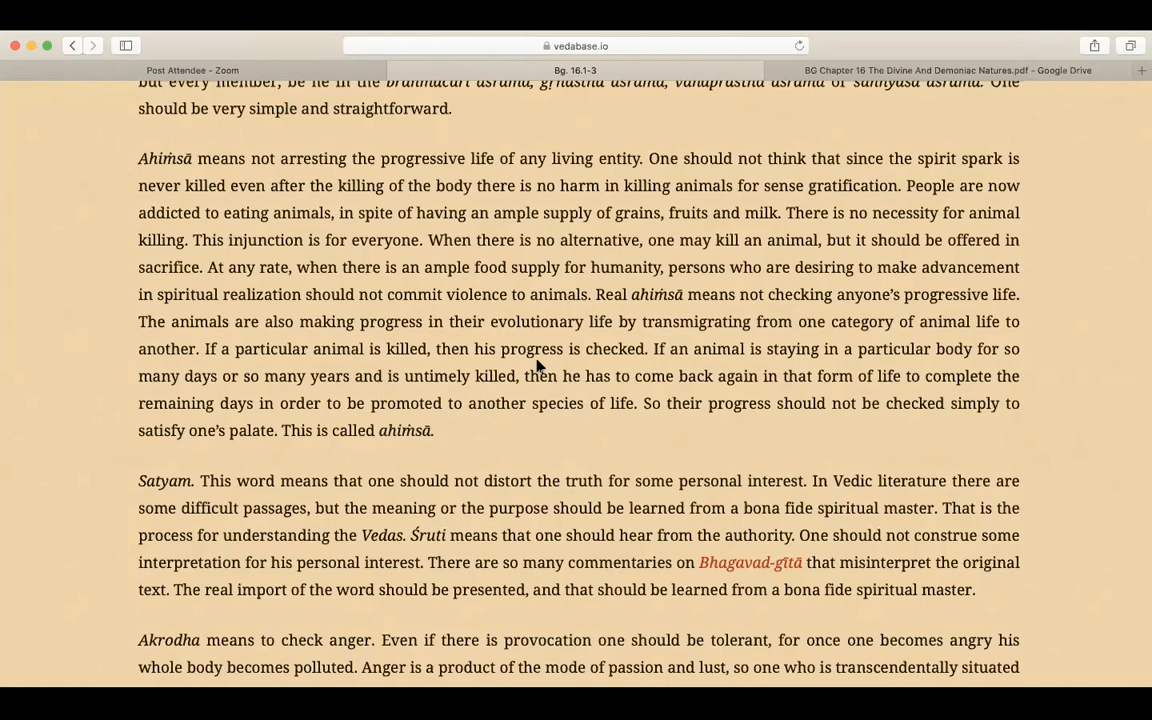 vedabase.io
Post Attendee – Zoom
Bg. 16.1-3
BG Chapter 16 The Divine And Demoniac Natures.pdf - Google Drive
but every member, be he in the brahmacārī-āśrama, gṛhastha-āśrama, vānaprastha-āśrama or sannyāsa-āśrama. One
should be very simple and straightforward.
Ahiṁsā means not arresting the progressive life of any living entity. One should not think that since the spirit spark is
never killed even after the killing of the body there is no harm in killing animals for sense gratification. People are now
addicted to eating animals, in spite of having an ample supply of grains, fruits and milk. There is no necessity for animal
killing. This injunction is for everyone. When there is no alternative, one may kill an animal, but it should be offered in
sacrifice. At any rate, when there is an ample food supply for humanity, persons who are desiring to make advancement
in spiritual realization should not commit violence to animals. Real ahiṁsā means not checking anyone’s progressive life.
The animals are also making progress in their evolutionary life by transmigrating from one category of animal life to
another. If a particular animal is killed, then his progress is checked. If an animal is staying in a particular body for so
many days or so many years and is untimely killed, then he has to come back again in that form of life to complete the
remaining days in order to be promoted to another species of life. So their progress should not be checked simply to
satisfy one’s palate. This is called ahiṁsā.
Satyam. This word means that one should not distort the truth for some personal interest. In Vedic literature there are
some difficult passages, but the meaning or the purpose should be learned from a bona fide spiritual master. That is the
process for understanding the Vedas. Śruti means that one should hear from the authority. One should not construe some
interpretation for his personal interest. There are so many commentaries on Bhagavad-gītā that misinterpret the original
text. The real import of the word should be presented, and that should be learned from a bona fide spiritual master.
Akrodha means to check anger. Even if there is provocation one should be tolerant, for once one becomes angry his
whole body becomes polluted. Anger is a product of the mode of passion and lust, so one who is transcendentally situated